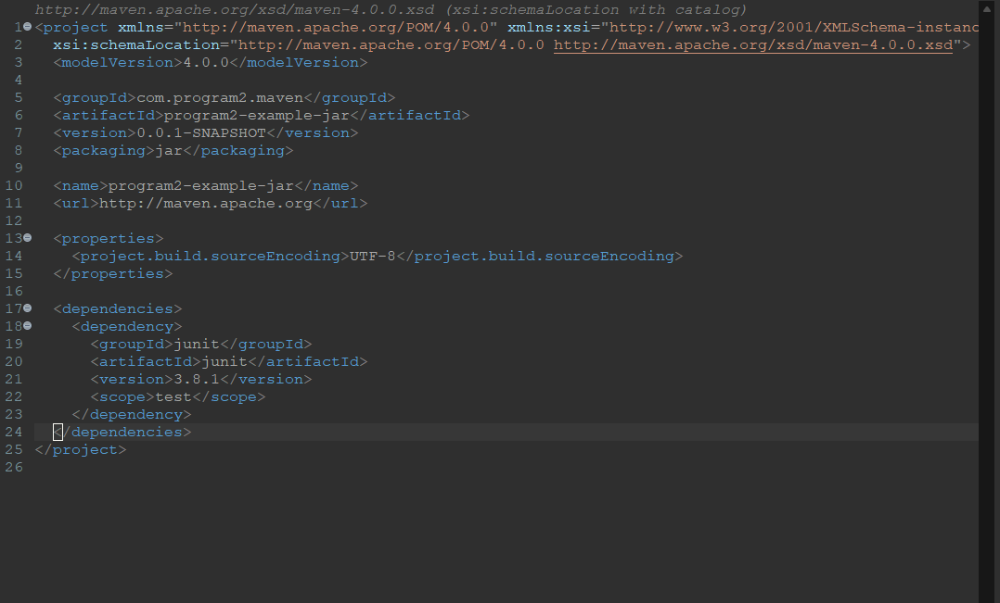 http://maven.apache.org/xsd/maven-4.0.0.xsd (xsi:schemaLocation with catalog)
1 <project xmlns="http://maven.apache.org/POM/4.0.0" xmlns:xsi="http://www.w3.org/2001/XMLSchema-instanc
2 xsi:schemaLocation="http://maven.apache.org/POM/4.0.0 http://maven.apache.org/xsd/maven-4.0.0.xsd">
3 <modelVersion>4.0.0</modelVersion>
4
5 <groupId>com.program2.maven</groupId>
6 <artifactId>program2-example-jar</artifactId>
7 <version>0.0.1-SNAPSHOT</version>
8 <packaging>jar</packaging>
9
10 <name>program2-example-jar</name>
11 <url>http://maven.apache.org</url>
12
13 <properties>
14 <project.build.sourceEncoding>UTF-8</project.build.sourceEncoding>
15 </properties>
16
17 <dependencies>
18 <dependency>
19 <groupId>junit</groupId>
20 <artifactId>junit</artifactId>
21 <version>3.8.1</version>
22 <scope>test</scope>
23 </dependency>
24 </dependencies>
25 </project>
26